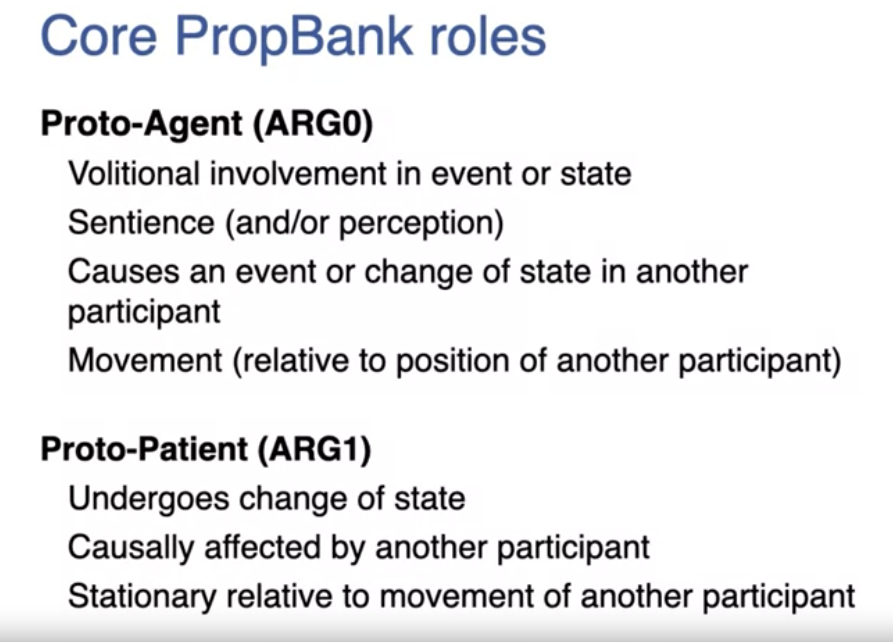 Core PropBank roles
Proto-Agent (ARG0)
Volitional involvement in event or state
Sentience (and/or perception)
Causes an event or change of state in another
participant
Movement (relative to position of another participant)
Proto-Patient (ARG1)
Undergoes change of state
Causally affected by another participant
Stationary relative to movement of another participant